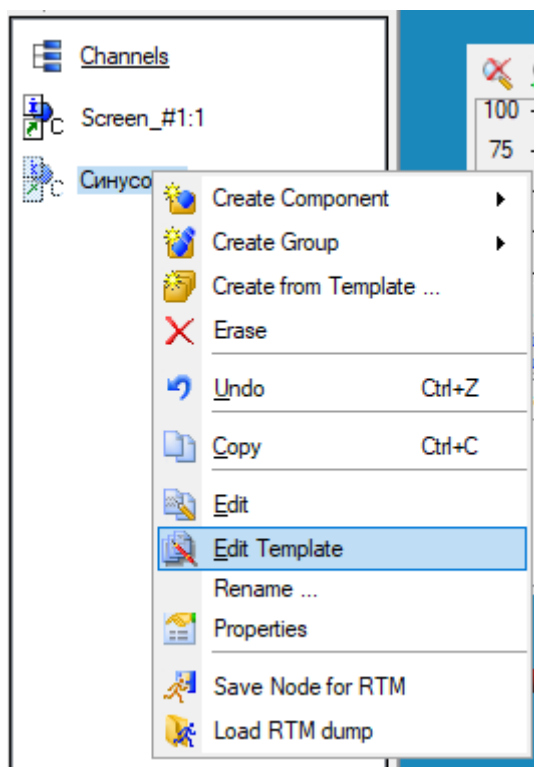 Channels
Screen_#1:1
100
75
Синусо
Create Component
Create Group
Create from Template ...
Erase
Undo Ctrl+Z
Copy Ctrl+C
Edit
Edit Template
Rename ...
Properties
Save Node for RTM
Load RTM dump